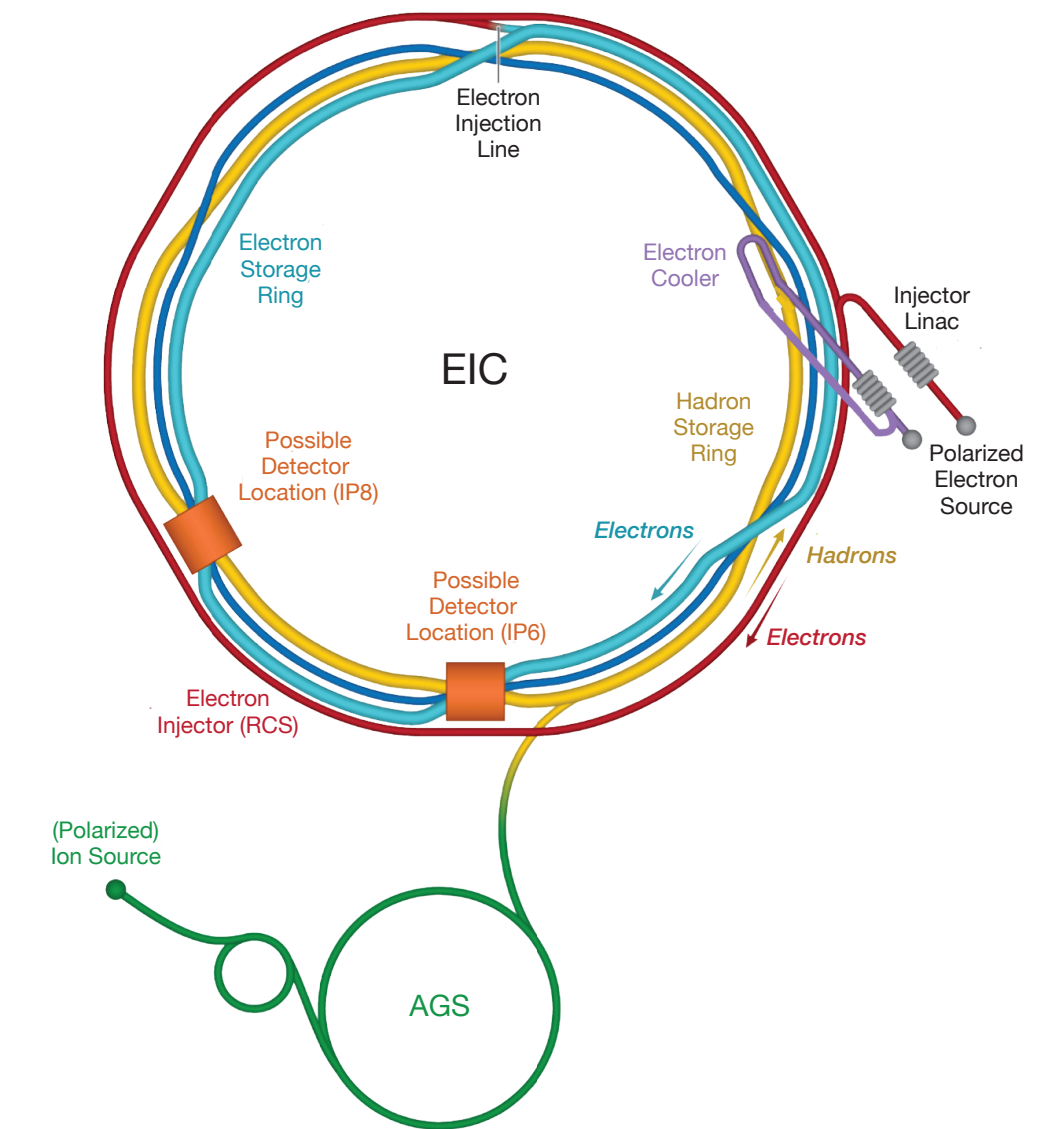 Electron
Injection
Line
Electron
Storage
Ring
Electron
Cooler
Injector
Linac
EIC
Hadron
Storage
Ring
Possible
Detector
Location (IP8)
Polarized
Electron
Source
Electrons
Hadrons
Possible
Detector
Location (IP6)
Electrons
Electron
Injector (RCS)
(Polarized)
Ion Source
AGS